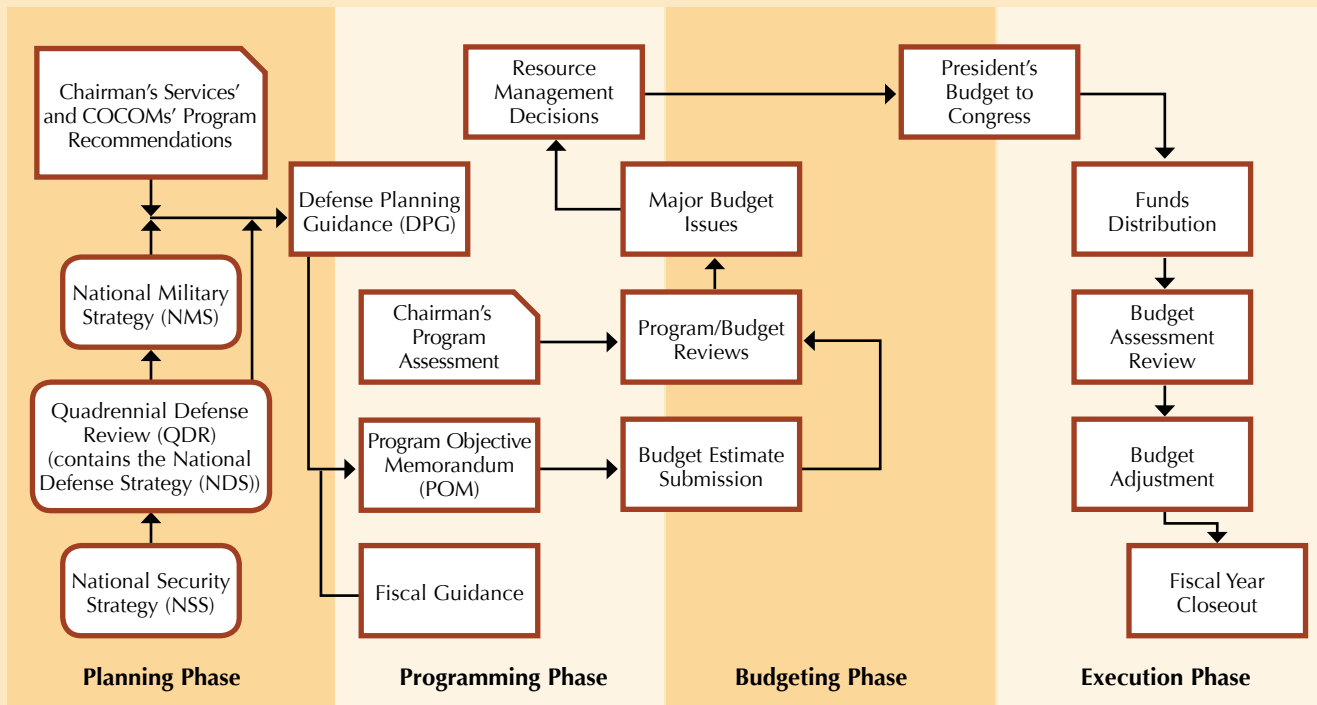 Chairman's Services'
and COCOMs' Program
Recommendations
National Military
Strategy (NMS)
Quadrennial Defense
Review (QDR)
(contains the National
Defense Strategy (NDS))
National Security
Strategy (NSS)
Planning Phase
Defense Planning
Guidance (DPG)
Chairman's
Program
Assessment
Program Objective
Memorandum
(POM)
Fiscal Guidance
Programming Phase
Resource
Management
Decisions
Major Budget
Issues
Program/Budget
Reviews
Budget Estimate
Submission
Budgeting Phase
President's
Budget to
Congress
Funds
Distribution
Budget
Assessment
Review
Budget
Adjustment
Fiscal Year
Closeout
Execution Phase